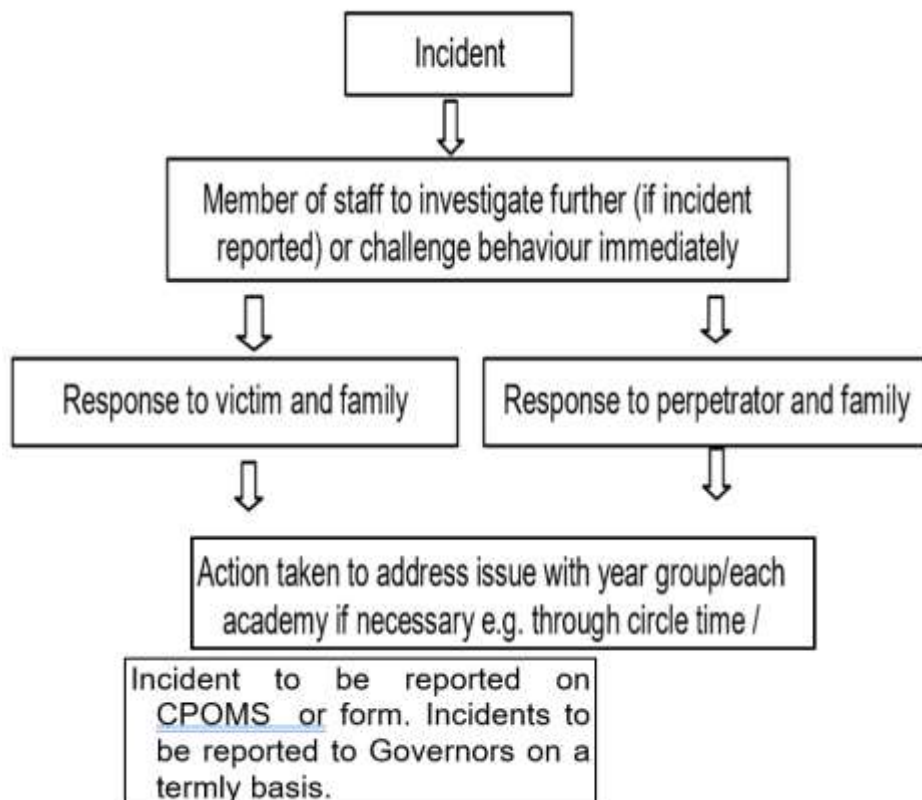 Incident
Member of staff to investigate further (if incident
reported) or challenge behaviour immediately
Response to victim and family
Response to perpetrator and family
Action taken to address issue with year group/each
academy if necessary e.g. through circle time /
Incident to be reported on
CPOMS or form. Incidents to
be reported to Governors on a
termly basis.